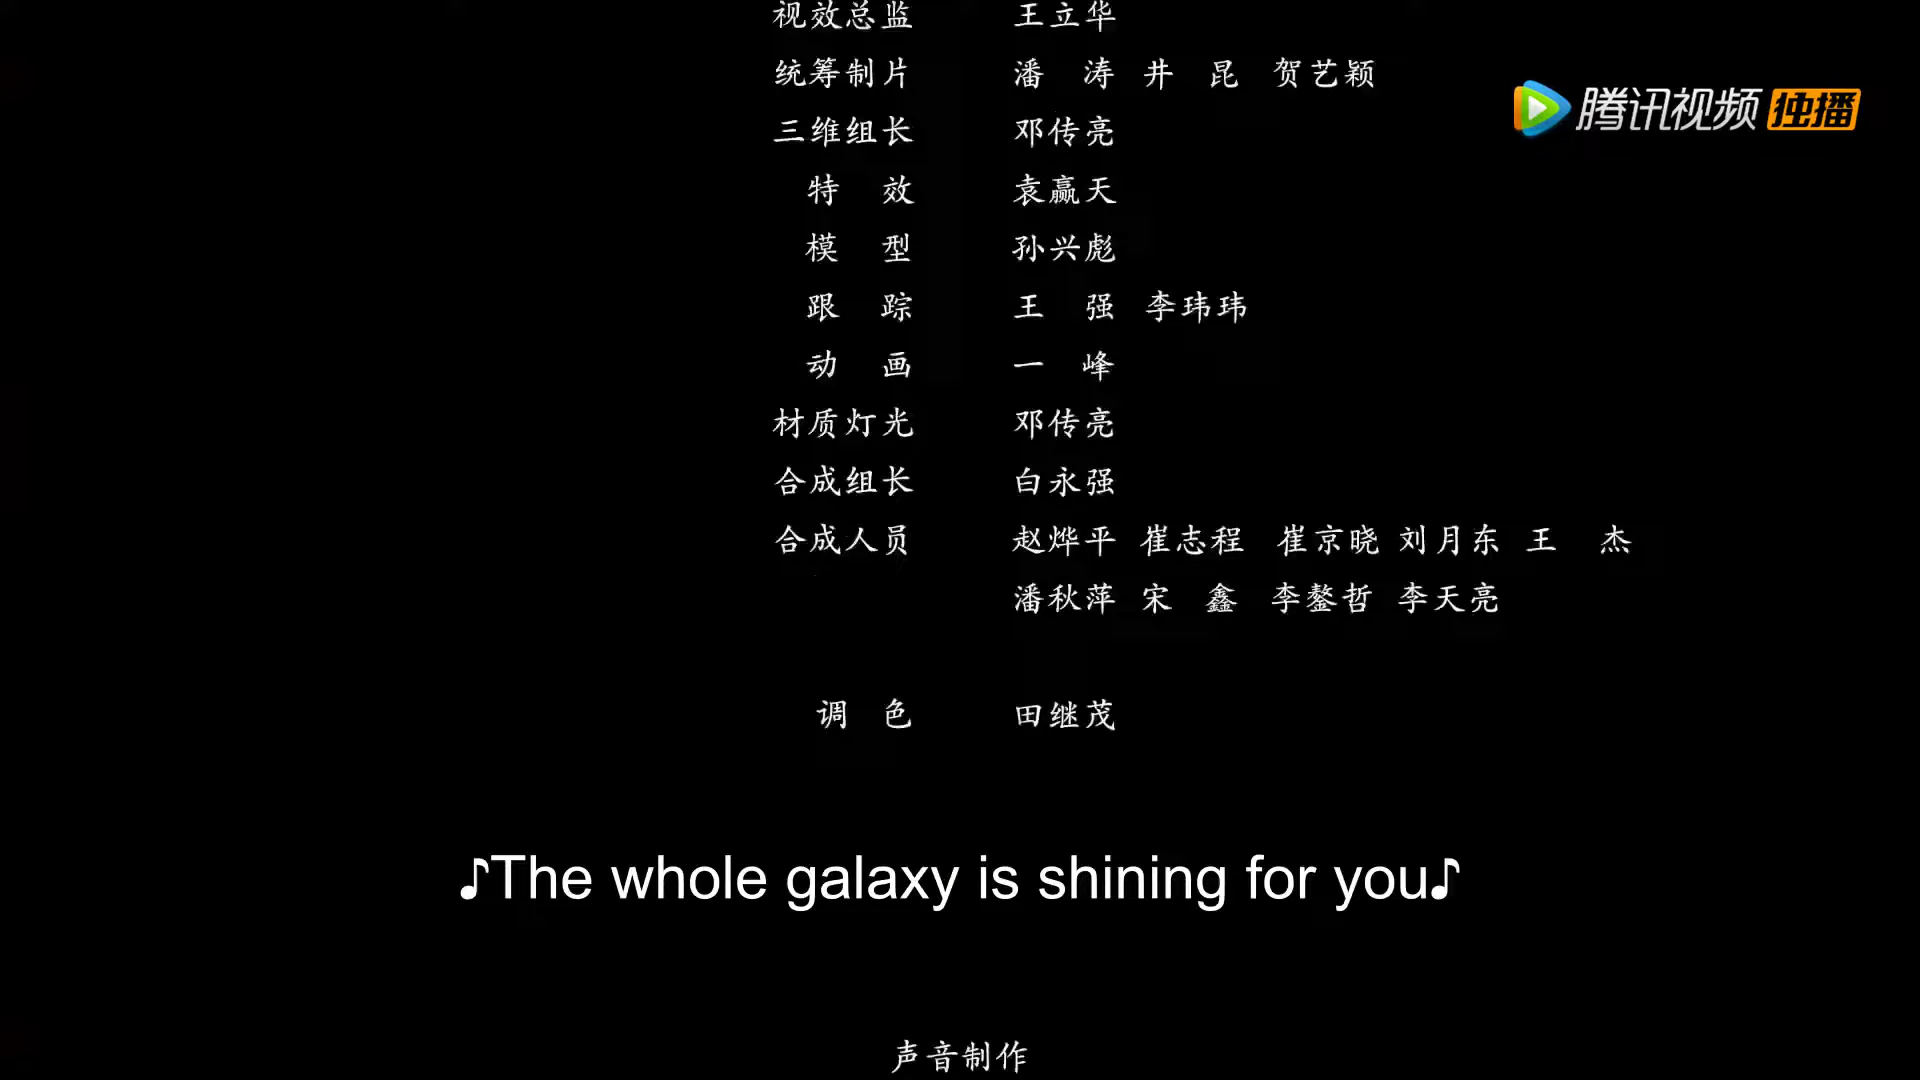 视效总监 王立华
统筹制片 潘 涛 井 昆 贺艺颖
腾讯视频 独播
三维组长 邓传亮
特 效 袁赢天
模 型 孙兴彪
跟 踪 王 强 李玮玮
动 画 一 峰
材质灯光 邓传亮
合成组长 白永强
合成人员 赵烨平 崔志程 崔京晓 刘月东 王 杰
潘秋萍 宋 鑫 李鳌哲 李天亮
调 色 田继茂
♪The whole galaxy is shining for you♪
声音制作